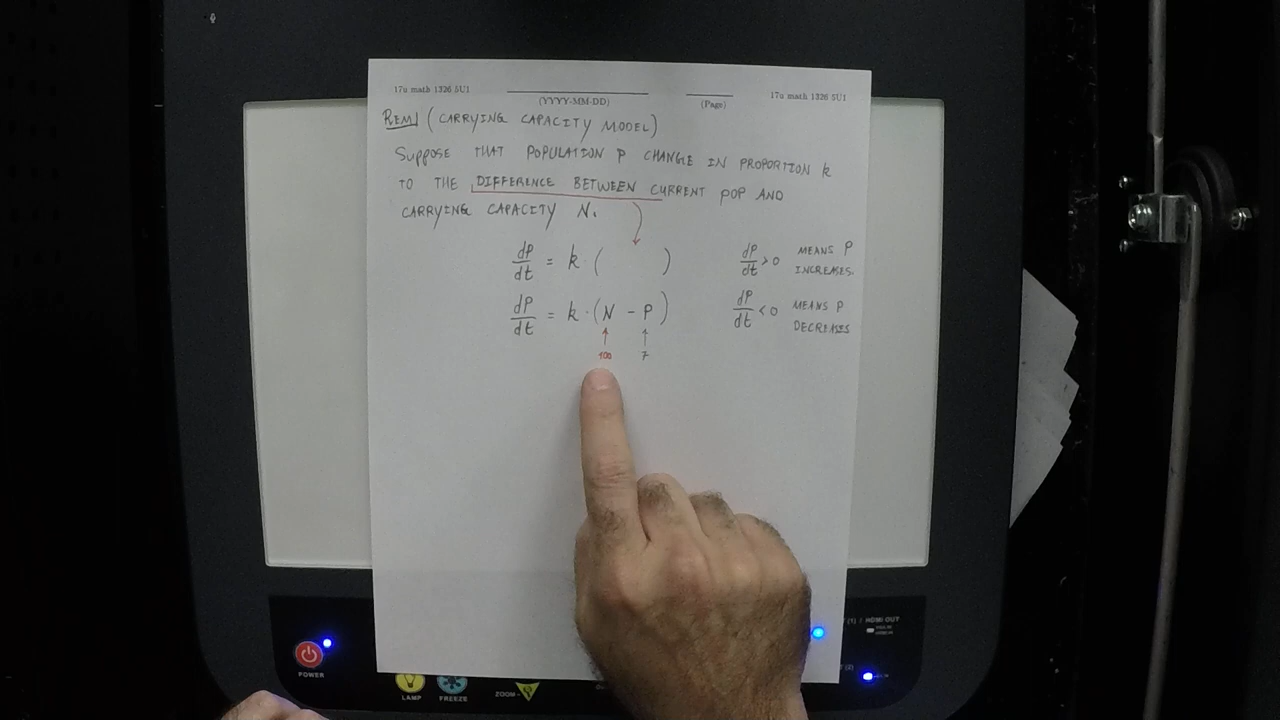 17u math 1326 5U1
(YYYY-MM-DD)
(Page)
17u math 1326 5U1
REM (CARRYING CAPACITY MODEL)
SUPPOSE THAT POPULATION P CHANGE IN PROPORTION k
TO THE DIFFERENCE BETWEEN CURRENT POP AND
CARRYING CAPACITY N.
dP/dt = k · ( )
dP/dt > 0 MEANS P
INCREASES.
dP/dt = k · (N - P)
dP/dt < 0 MEANS P
DECREASES
100 7
POWER
LAMP
FREEZE
ZOOM
/ HDMI OUT